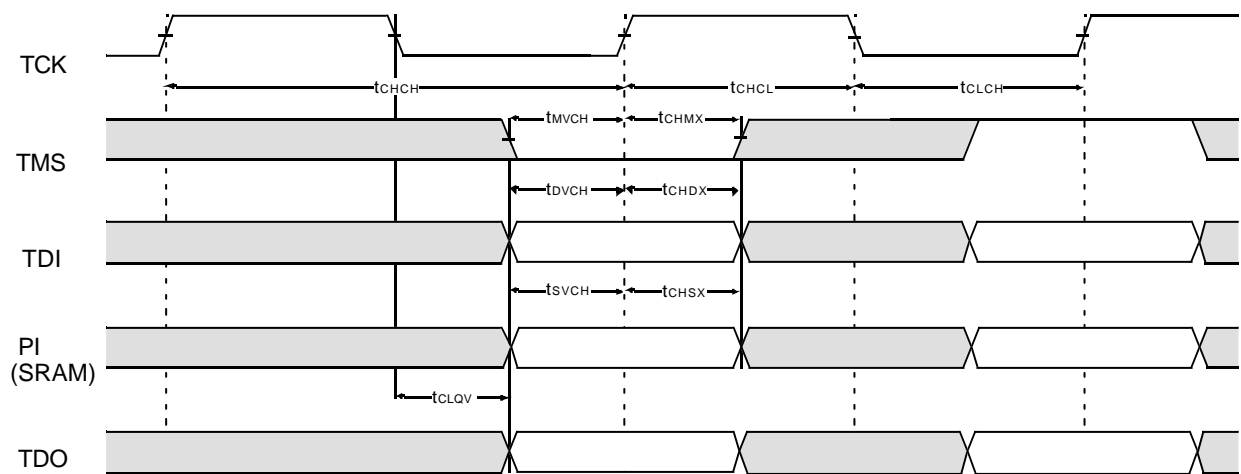 TCK
tCHCH
tCHCL
tCLCH
tMVCH
tCHMX
TMS
tDVCH
tCHDX
TDI
tSVCH
tCHSX
PI
(SRAM)
tCLQV
TDO